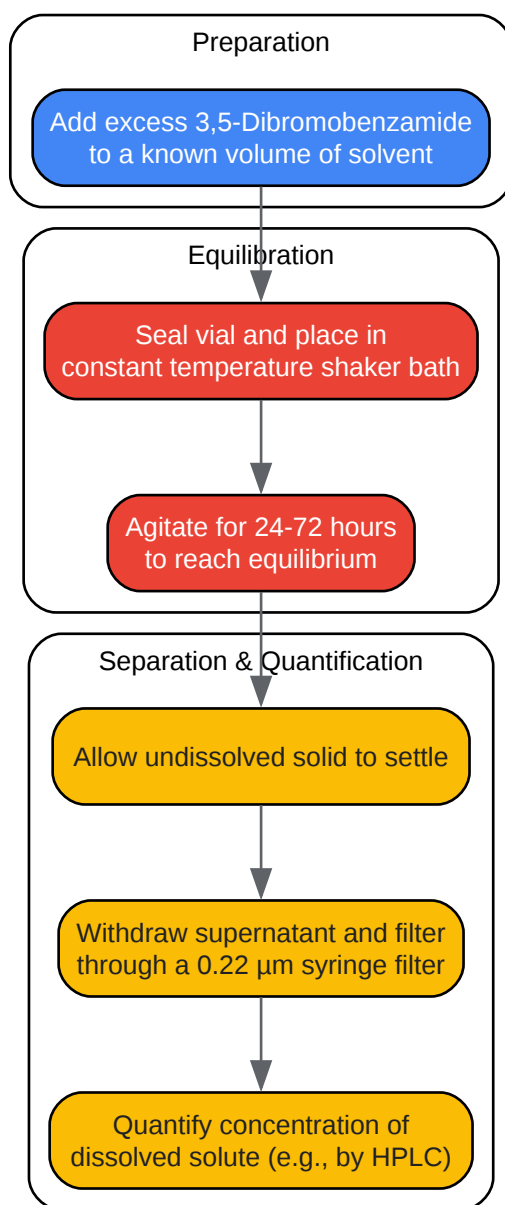 Preparation
Add excess 3,5-Dibromobenzamide
to a known volume of solvent
Equilibration
Seal vial and place in
constant temperature shaker bath
Agitate for 24-72 hours
to reach equilibrium
Separation & Quantification
Allow undissolved solid to settle
Withdraw supernatant and filter
through a 0.22 µm syringe filter
Quantify concentration of
dissolved solute (e.g., by HPLC)